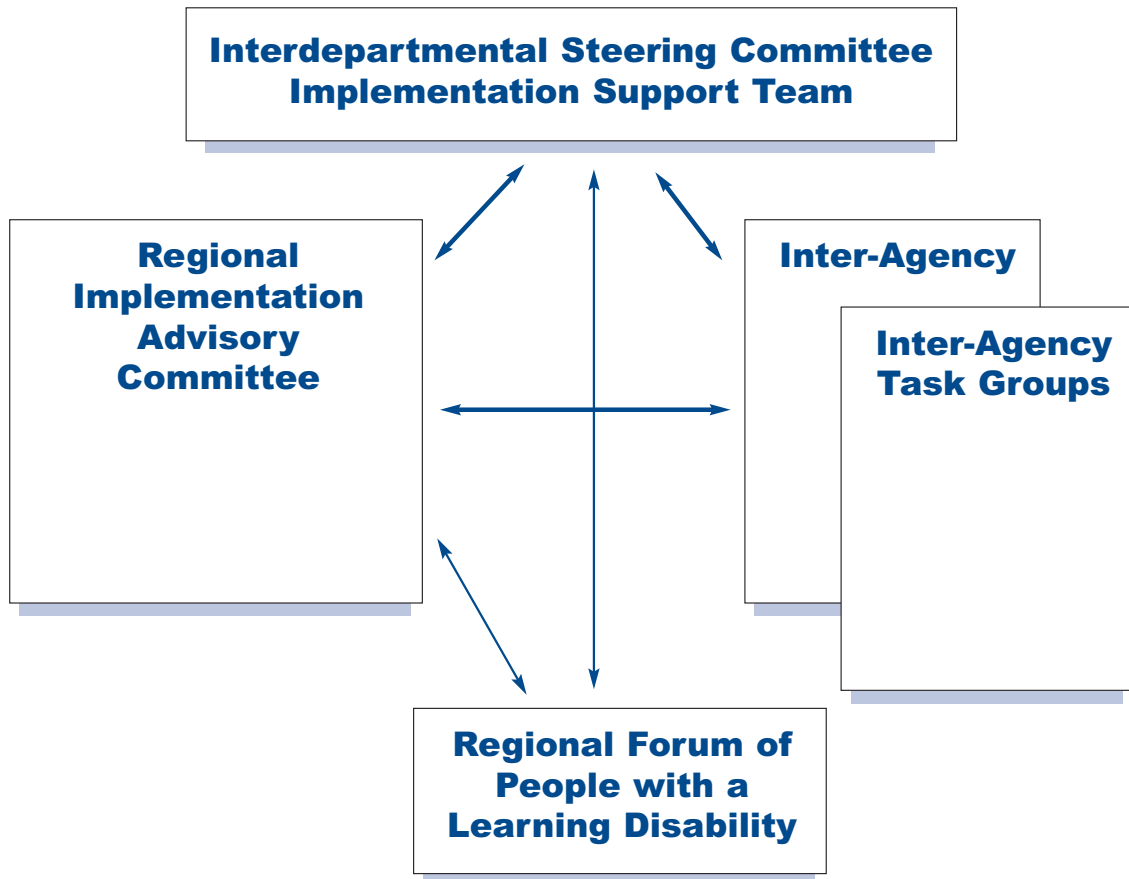 Interdepartmental Steering Committee
Implementation Support Team
Regional
Implementation
Advisory
Committee
Inter-Agency
Inter-Agency
Task Groups
Regional Forum of
People with a
Learning Disability